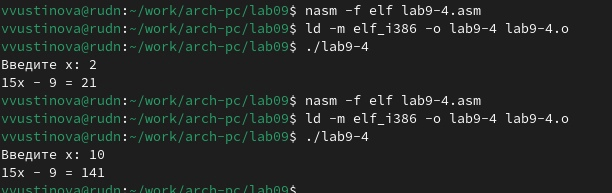 vvustinova@rudn:~/work/arch-pc/lab09$ nasm -f elf lab9-4.asm
vvustinova@rudn:~/work/arch-pc/lab09$ ld -m elf_i386 -o lab9-4 lab9-4.o
vvustinova@rudn:~/work/arch-pc/lab09$ ./lab9-4
Введите x: 2
15x - 9 = 21
vvustinova@rudn:~/work/arch-pc/lab09$ nasm -f elf lab9-4.asm
vvustinova@rudn:~/work/arch-pc/lab09$ ld -m elf_i386 -o lab9-4 lab9-4.o
vvustinova@rudn:~/work/arch-pc/lab09$ ./lab9-4
Введите x: 10
15x - 9 = 141
vvustinova@rudn:~/work/arch-pc/lab09$